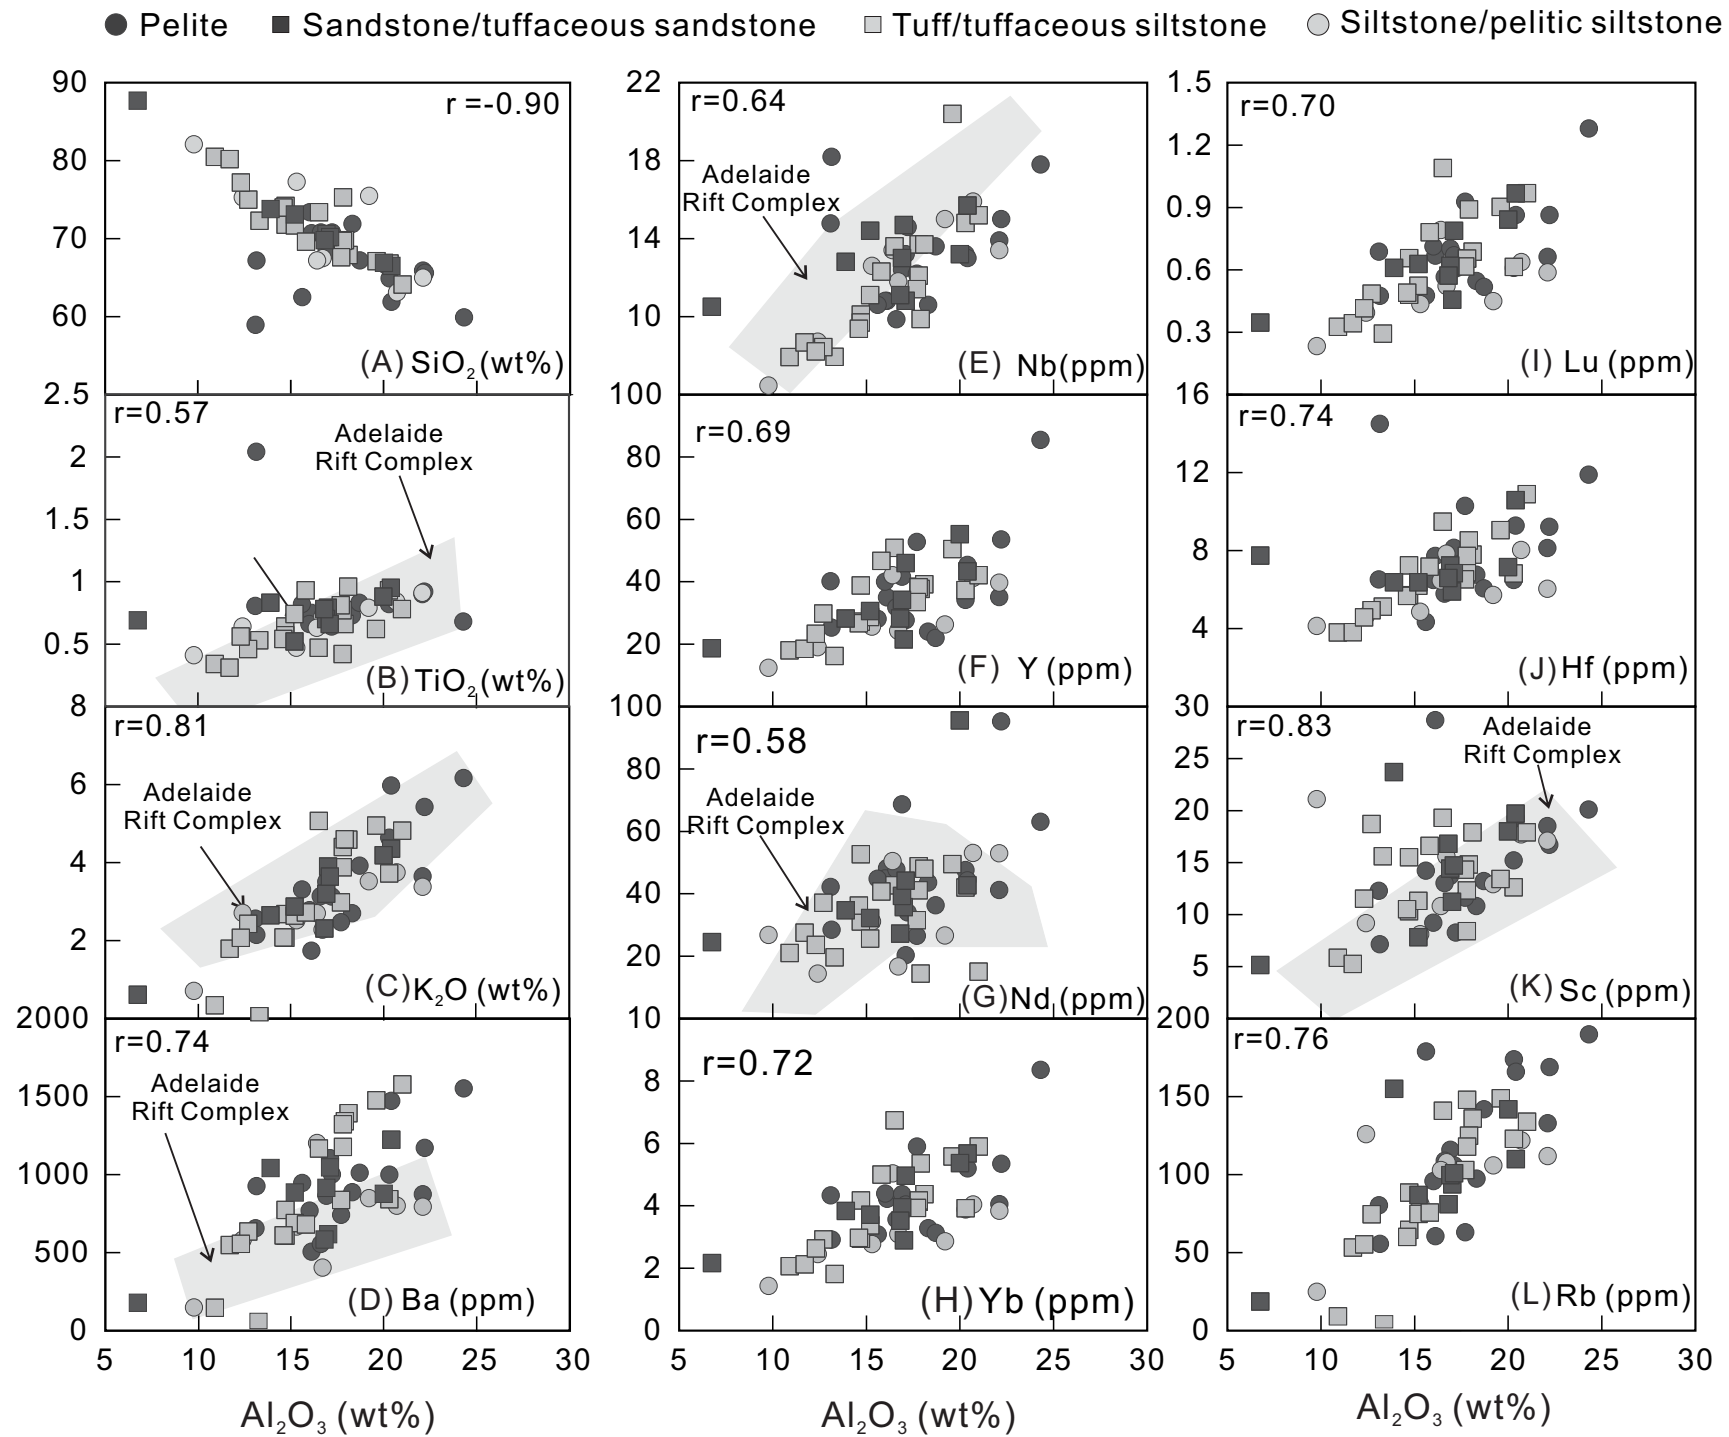 Pelite Sandstone/tuffaceous sandstone Tuff/tuffaceous siltstone Siltstone/pelitic siltstone
90
80
70
60
r =-0.90
(A) SiO₂(wt%)
2.5
2
1.5
1
0.5
r=0.57
Adelaide
Rift Complex
(B) TiO₂(wt%)
8
6
4
2
r=0.81
Adelaide
Rift Complex
(C) K₂O (wt%)
2000
1500
1000
500
0
r=0.74
Adelaide
Rift Complex
(D) Ba (ppm)
5 10 15 20 25 30
Al₂O₃ (wt%)
22
18
14
10
r=0.64
Adelaide
Rift Complex
(E) Nb(ppm)
100
80
60
40
20
r=0.69
(F) Y (ppm)
100
80
60
40
20
r=0.58
Adelaide
Rift Complex
(G) Nd (ppm)
10
8
6
4
2
0
r=0.72
(H) Yb (ppm)
5 10 15 20 25 30
Al₂O₃ (wt%)
1.5
1.2
0.9
0.6
0.3
r=0.70
(I) Lu (ppm)
16
12
8
4
r=0.74
(J) Hf (ppm)
30
25
20
15
10
5
r=0.83
Adelaide
Rift Complex
(K) Sc (ppm)
200
150
100
50
0
r=0.76
(L) Rb (ppm)
5 10 15 20 25 30
Al₂O₃ (wt%)